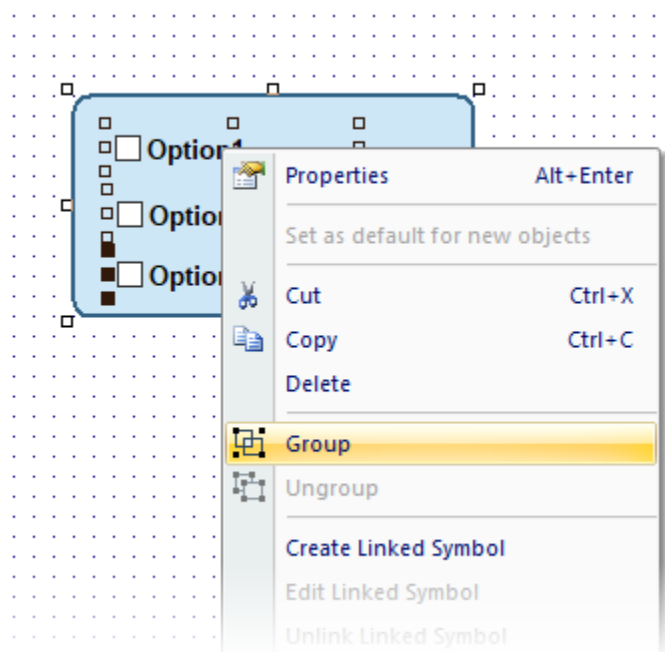 Option1
Option
Option
Properties Alt+Enter
Set as default for new objects
Cut Ctrl+X
Copy Ctrl+C
Delete
Group
Ungroup
Create Linked Symbol
Edit Linked Symbol
Unlink Linked Symbol